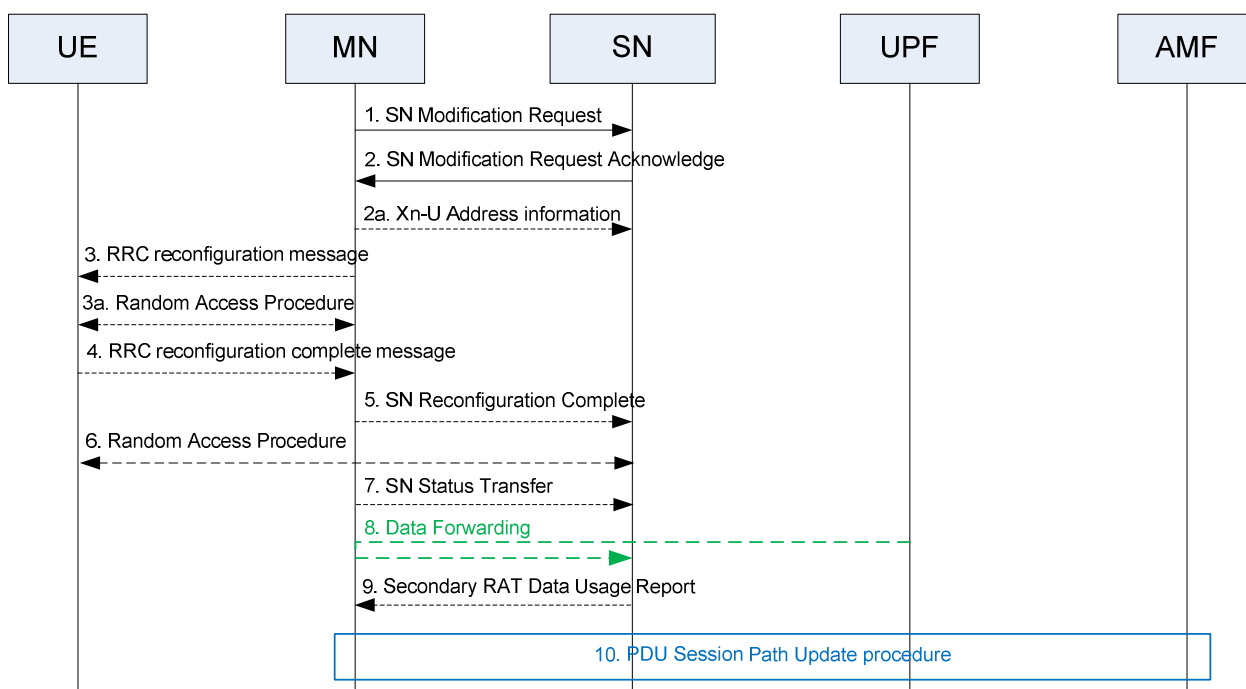 UE
MN
SN
UPF
AMF
1. SN Modification Request
2. SN Modification Request Acknowledge
2a. Xn-U Address information
3. RRC reconfiguration message
3a. Random Access Procedure
4. RRC reconfiguration complete message
5. SN Reconfiguration Complete
6. Random Access Procedure
7. SN Status Transfer
8. Data Forwarding
9. Secondary RAT Data Usage Report
10. PDU Session Path Update procedure